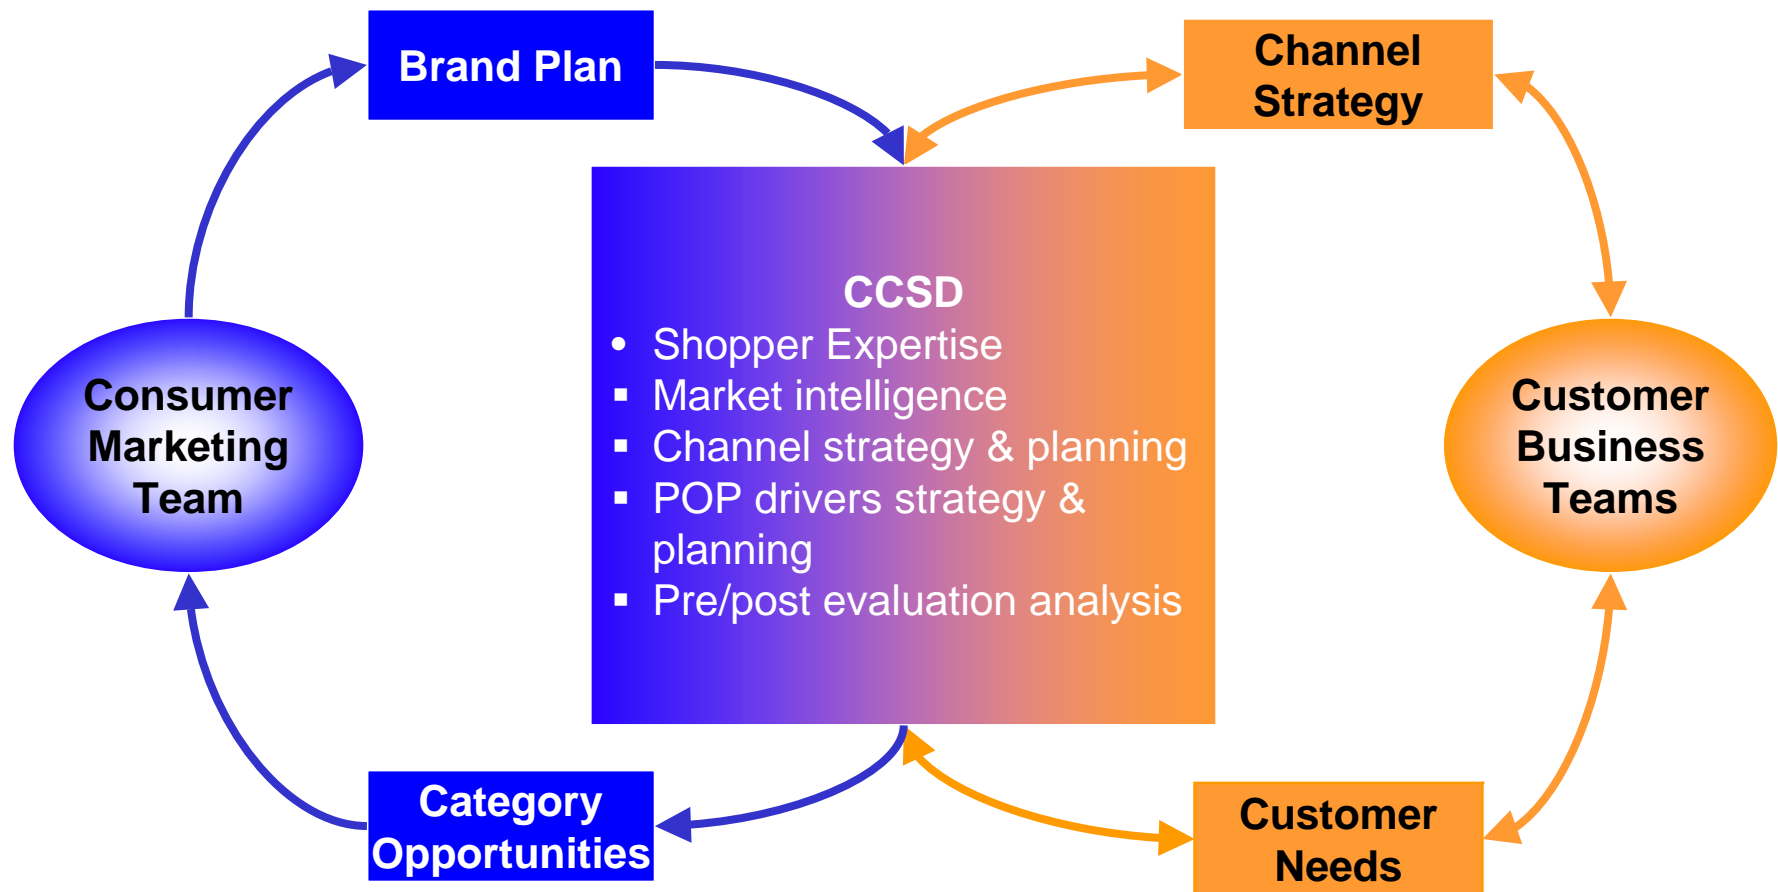 Brand Plan
Channel
Strategy
CCSD
• Shopper Expertise
▪ Market intelligence
▪ Channel strategy & planning
▪ POP drivers strategy &
planning
▪ Pre/post evaluation analysis
Consumer
Marketing
Team
Customer
Business
Teams
Category
Opportunities
Customer
Needs